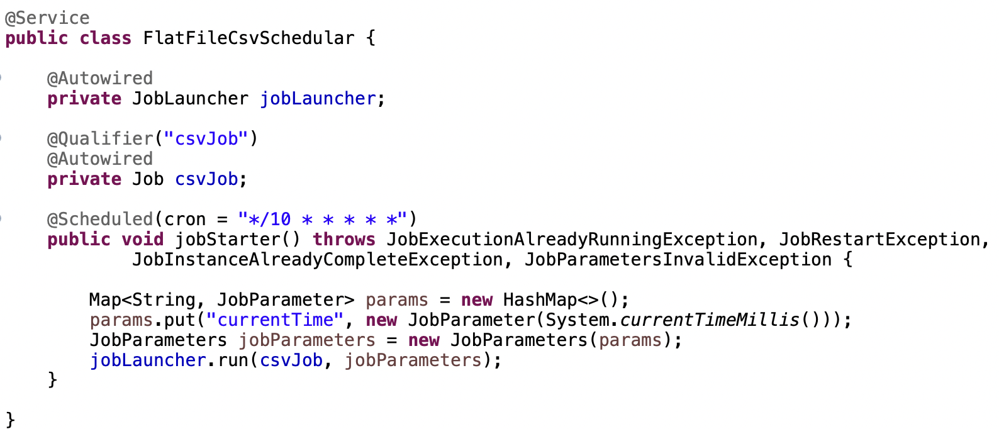 @Service
public class FlatFileCsvSchedular {
@Autowired
private JobLauncher jobLauncher;
@Qualifier("csvJob")
@Autowired
private Job csvJob;
@Scheduled(cron = "*/10 * * * * *")
public void jobStarter() throws JobExecutionAlreadyRunningException, JobRestartException,
JobInstanceAlreadyCompleteException, JobParametersInvalidException {
Map<String, JobParameter> params = new HashMap<>();
params.put("currentTime", new JobParameter(System.currentTimeMillis()));
JobParameters jobParameters = new JobParameters(params);
jobLauncher.run(csvJob, jobParameters);
}
}